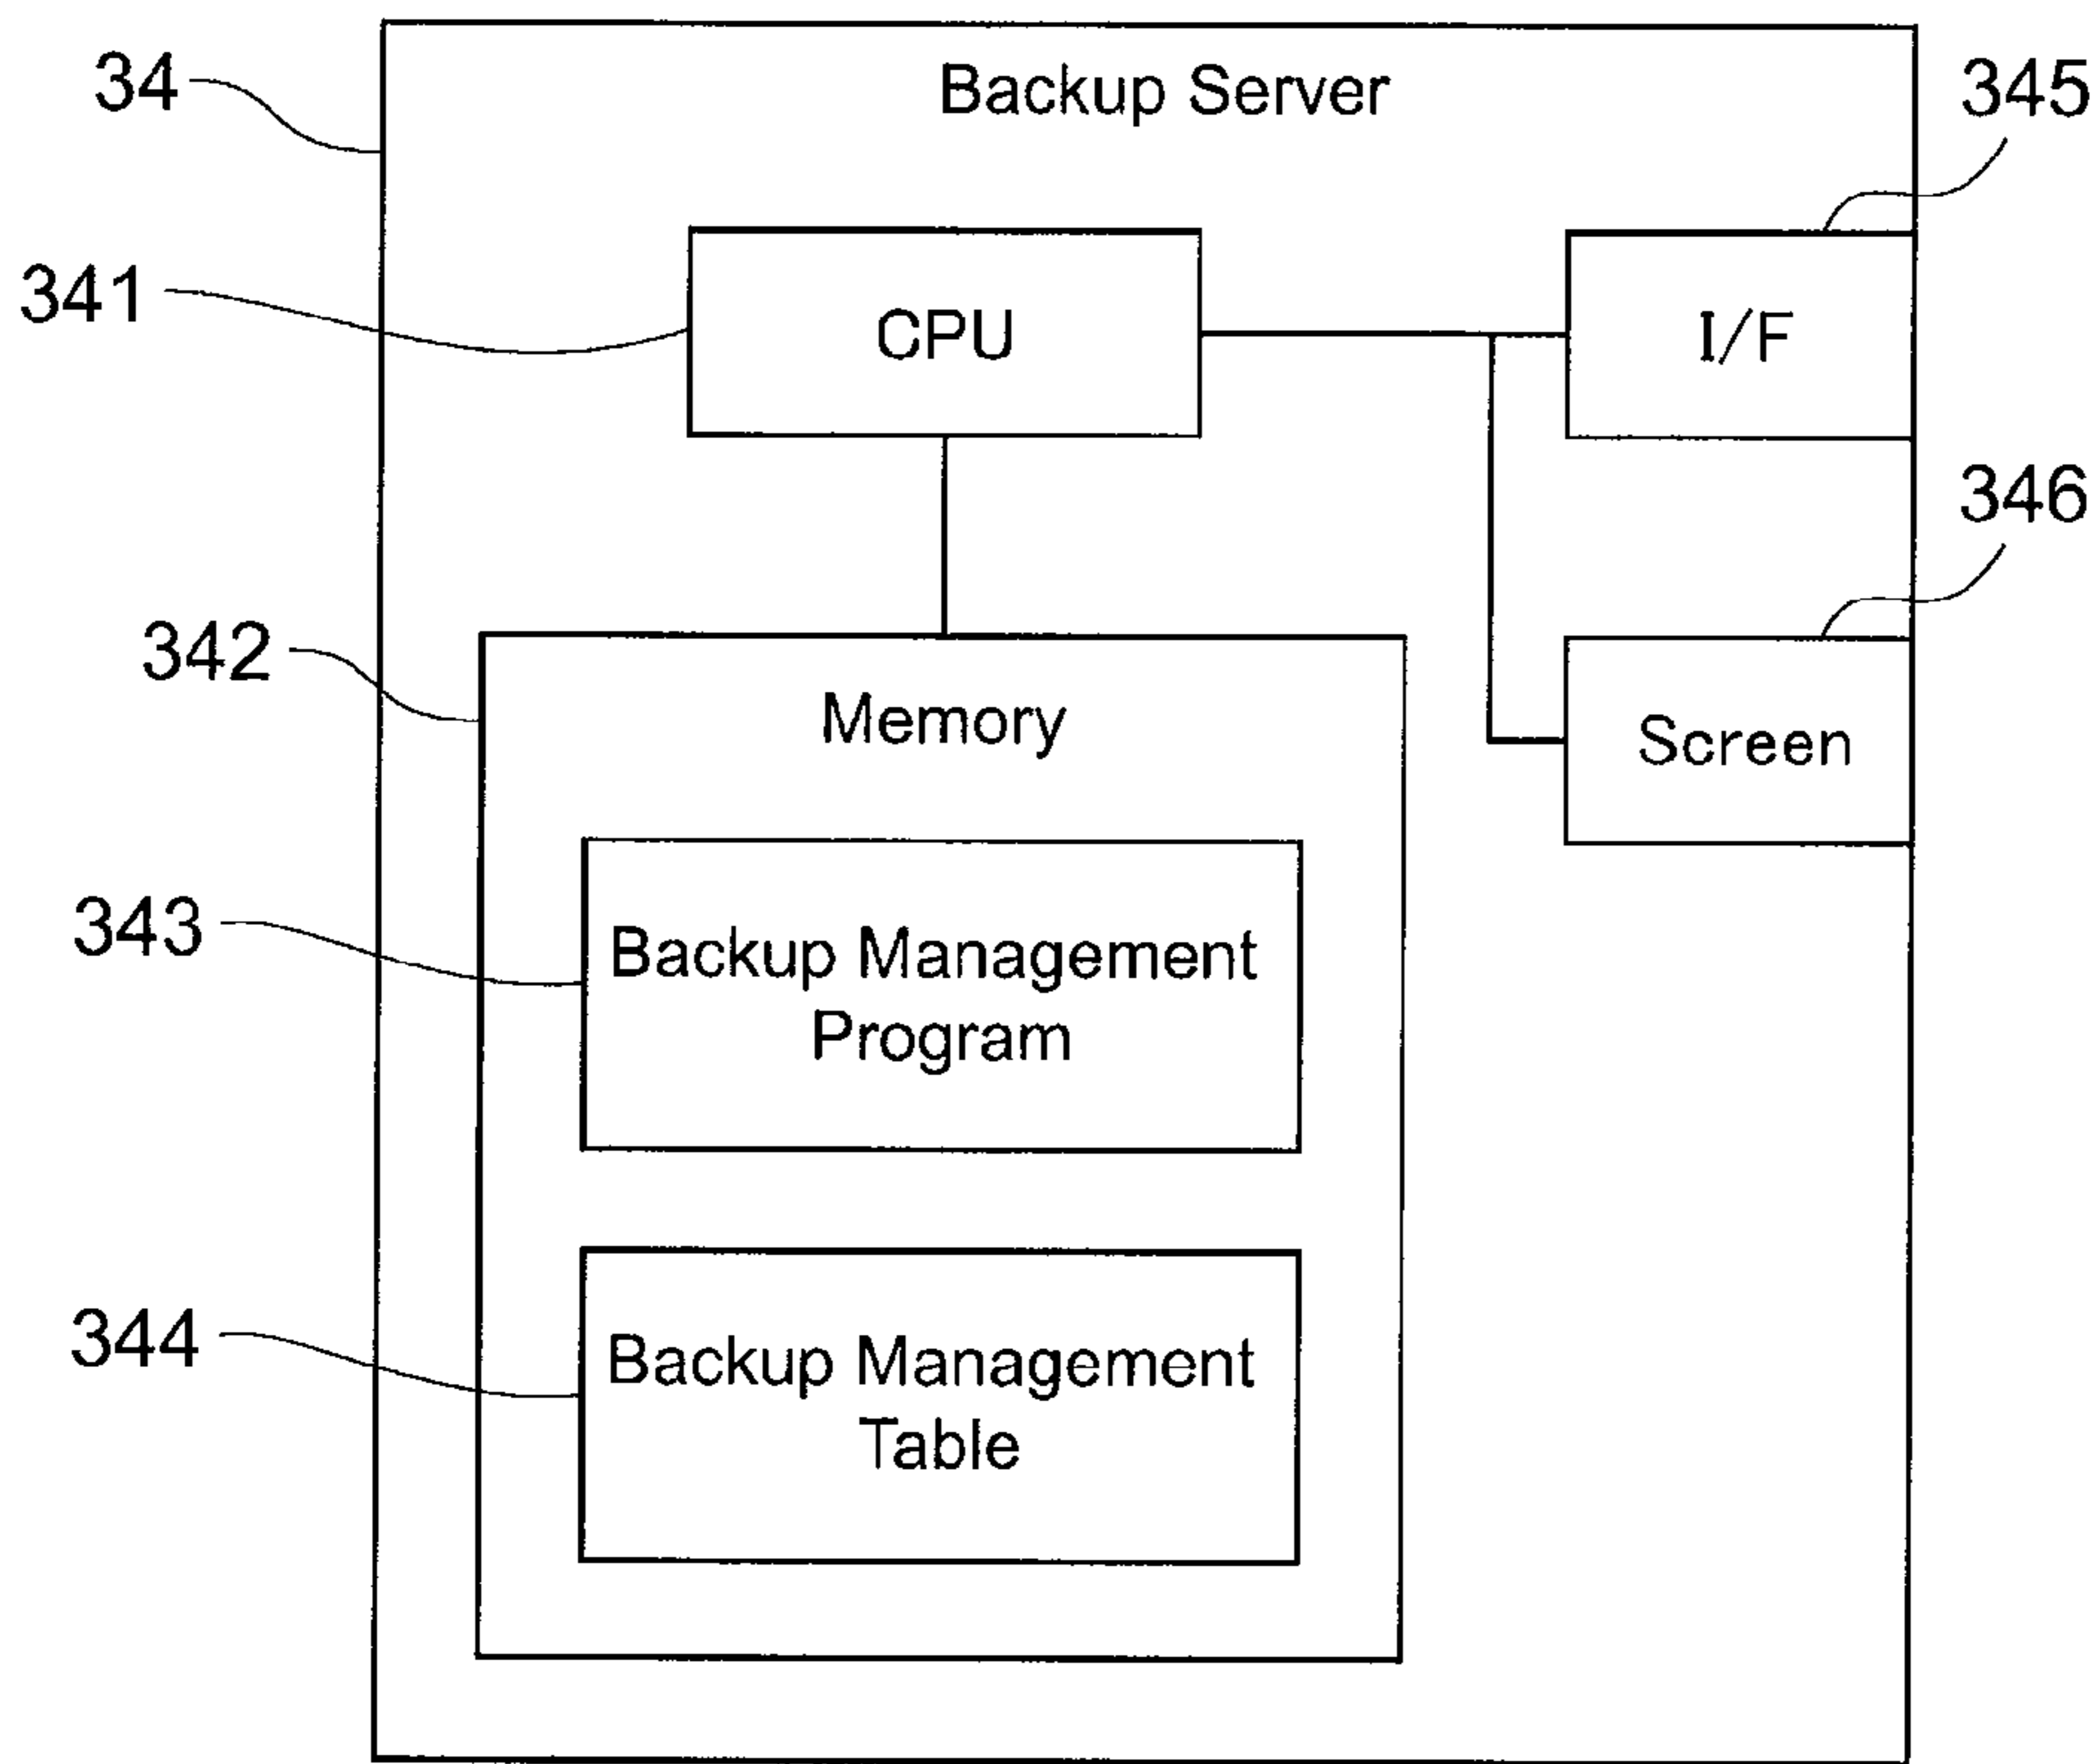 34
Backup Server
345
341
CPU
I/F
346
342
Memory
Screen
343
Backup Management
Program
344
Backup Management
Table